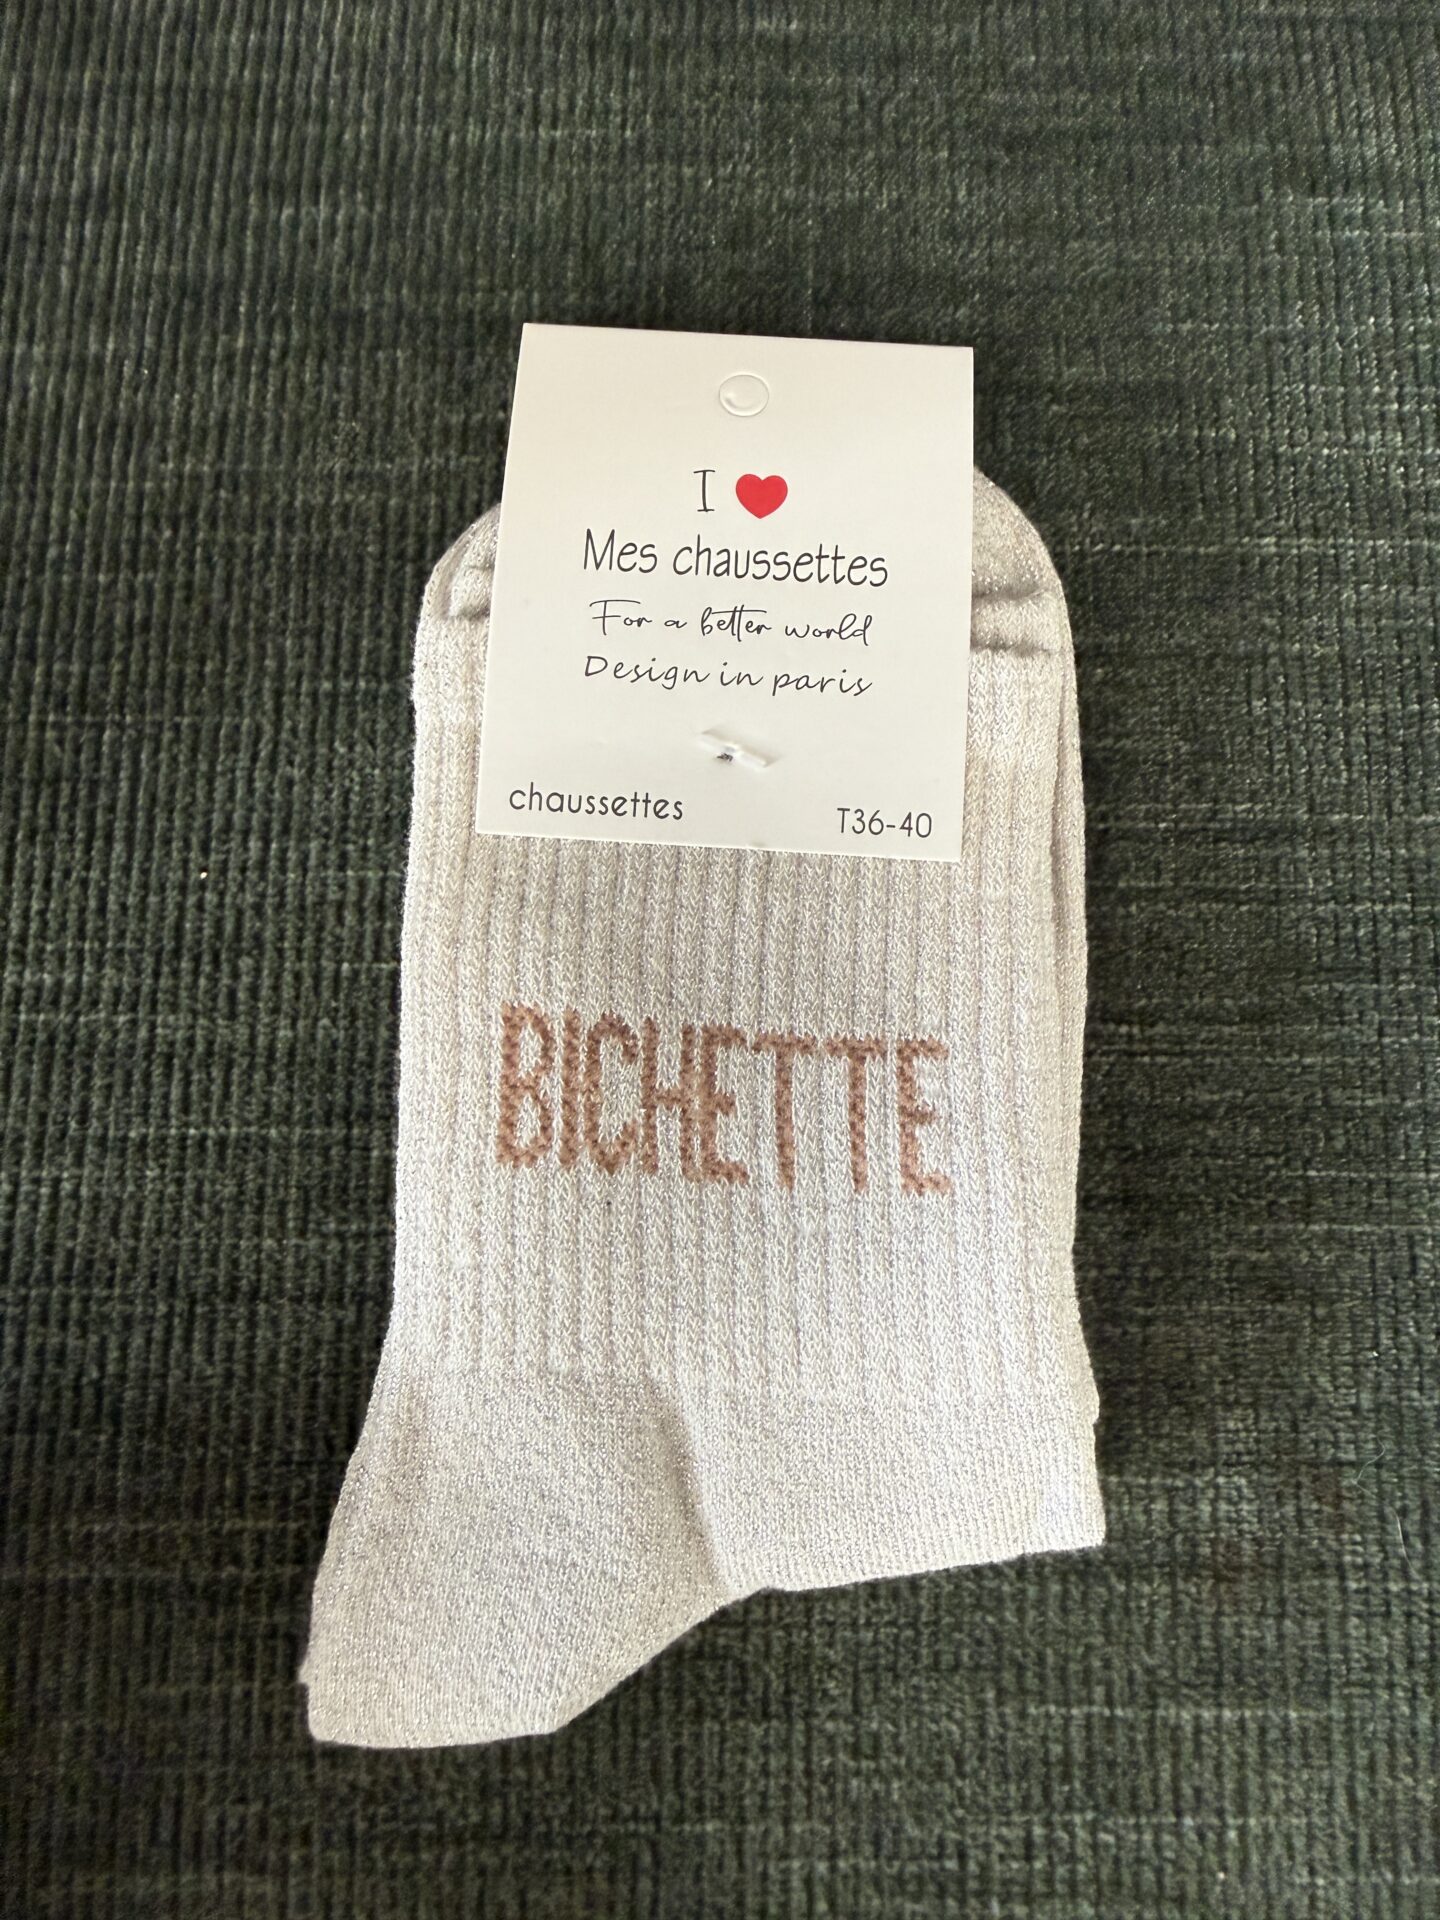 I ❤
Mes chaussettes
For a better world
Design in paris
chaussettes T36-40
BICHETTE